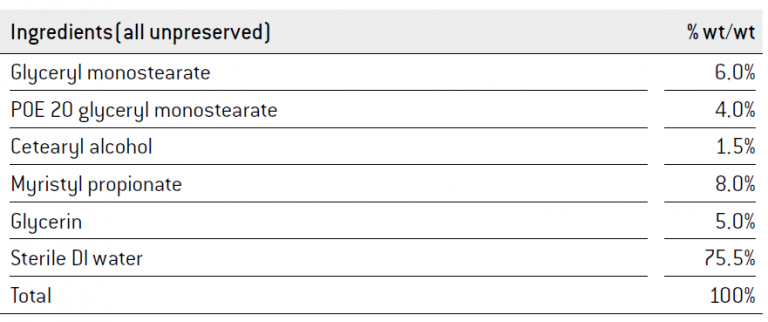 Ingredients(all unpreserved) % wt/wt
Glyceryl monostearate 6.0%
POE 20 glyceryl monostearate 4.0%
Cetearyl alcohol 1.5%
Myristyl propionate 8.0%
Glycerin 5.0%
Sterile DI water 75.5%
Total 100%